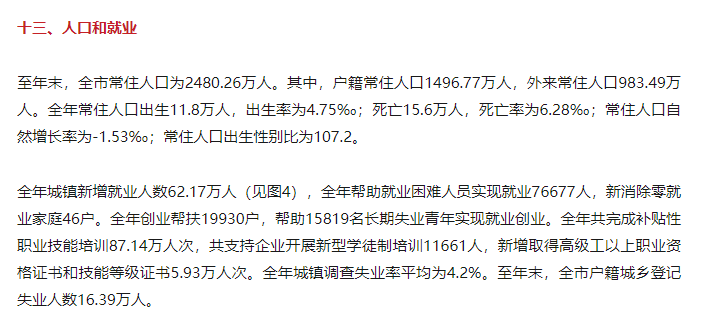 十三、人口和就业
至年末，全市常住人口为2480.26万人。其中，户籍常住人口1496.77万人，外来常住人口983.49万
人。全年常住人口出生11.8万人，出生率为4.75‰；死亡15.6万人，死亡率为6.28‰；常住人口自
然增长率为-1.53‰；常住人口出生性别比为107.2。
全年城镇新增就业人数62.17万人（见图4），全年帮助就业困难人员实现就业76677人，新消除零就
业家庭46户。全年创业帮扶19930户，帮助15819名长期失业青年实现就业创业。全年共完成补贴性
职业技能培训87.14万人次，共支持企业开展新型学徒制培训11661人，新增取得高级工以上职业资
格证书和技能等级证书5.93万人次。全年城镇调查失业率平均为4.2%。至年末，全市户籍城乡登记
失业人数16.39万人。